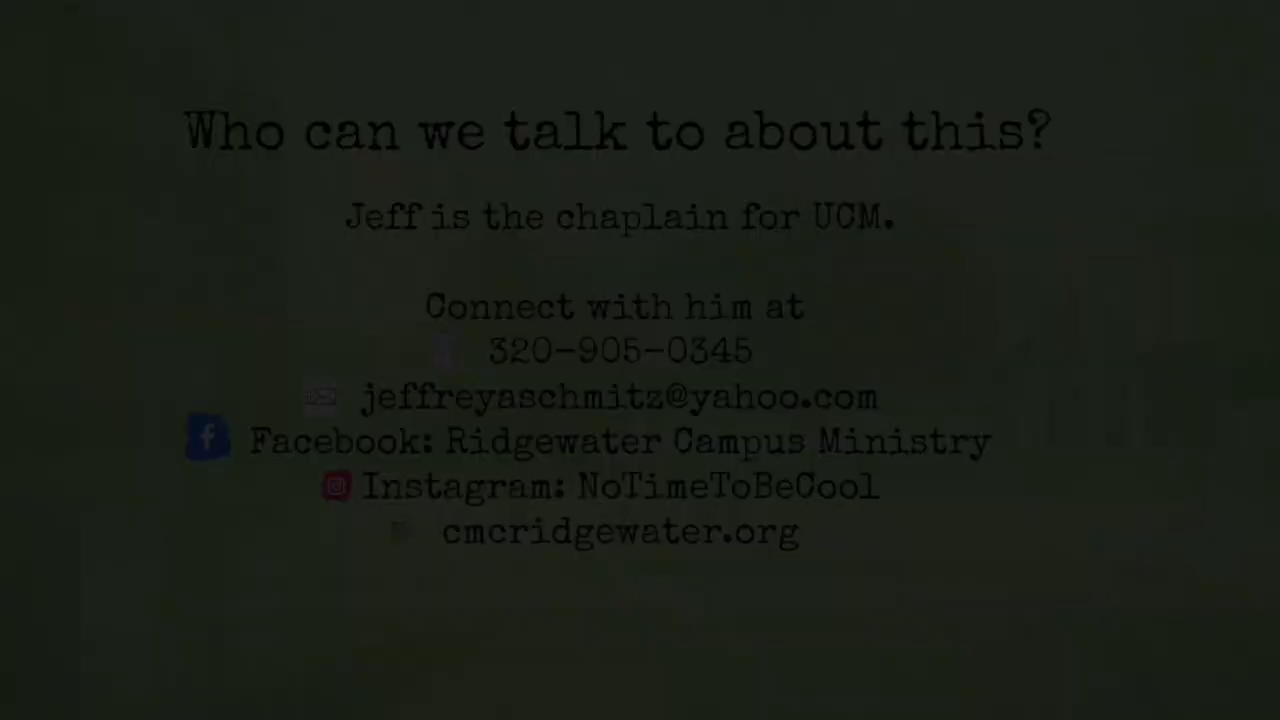 Who can we talk to about this?
Jeff is the chaplain for UCM.
Connect with him at
320-905-0345
jeffreyaschmitz@yahoo.com
Facebook: Ridgewater Campus Ministry
Instagram: NoTimeToBeCool
cmcridgewater.org